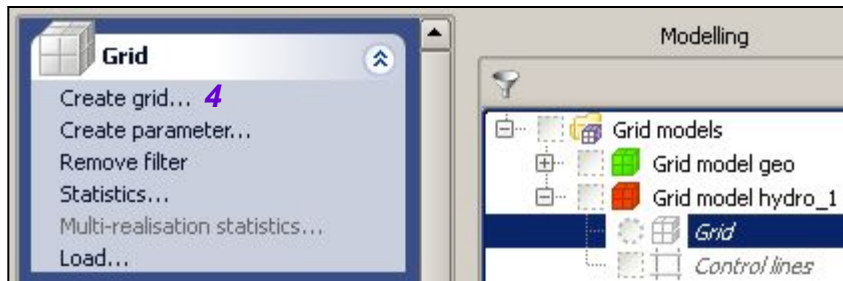 Grid
Create grid... 4
Create parameter...
Remove filter
Statistics...
Multi-realisation statistics...
Load...
Modelling
Grid models
Grid model geo
Grid model hydro_1
Grid
Control lines